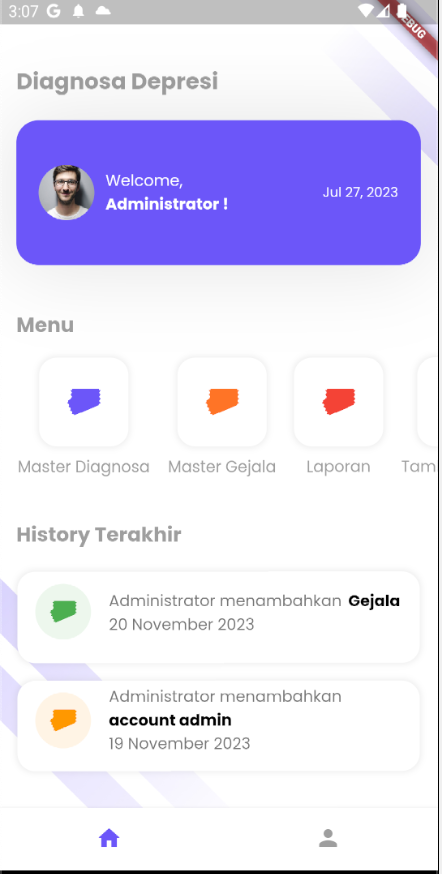 3:07
DEBUG
Diagnosa Depresi
Welcome,
Administrator !
Jul 27, 2023
Menu
Master Diagnosa
Master Gejala
Laporan
Tam
History Terakhir
Administrator menambahkan Gejala
20 November 2023
Administrator menambahkan
account admin
19 November 2023